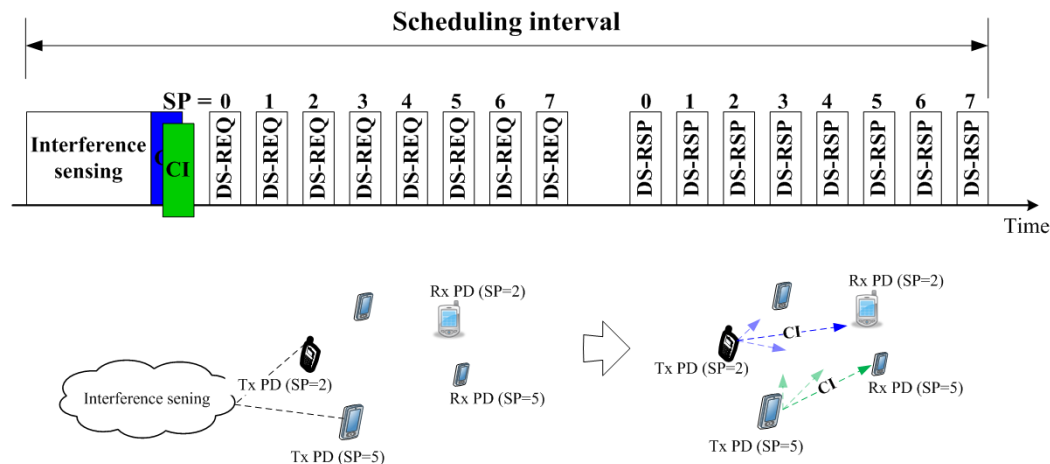 Scheduling interval
SP = 0 1 2 3 4 5 6 7 0 1 2 3 4 5 6 7
Interference
sensing
CI
DS-REQ
DS-REQ
DS-REQ
DS-REQ
DS-REQ
DS-REQ
DS-REQ
DS-REQ
DS-RSP
DS-RSP
DS-RSP
DS-RSP
DS-RSP
DS-RSP
DS-RSP
DS-RSP
Time
Rx PD (SP=2)
Tx PD (SP=2)
Interference sening
Rx PD (SP=5)
Tx PD (SP=5)
Rx PD (SP=2)
CI
Tx PD (SP=2)
CI
Rx PD (SP=5)
Tx PD (SP=5)